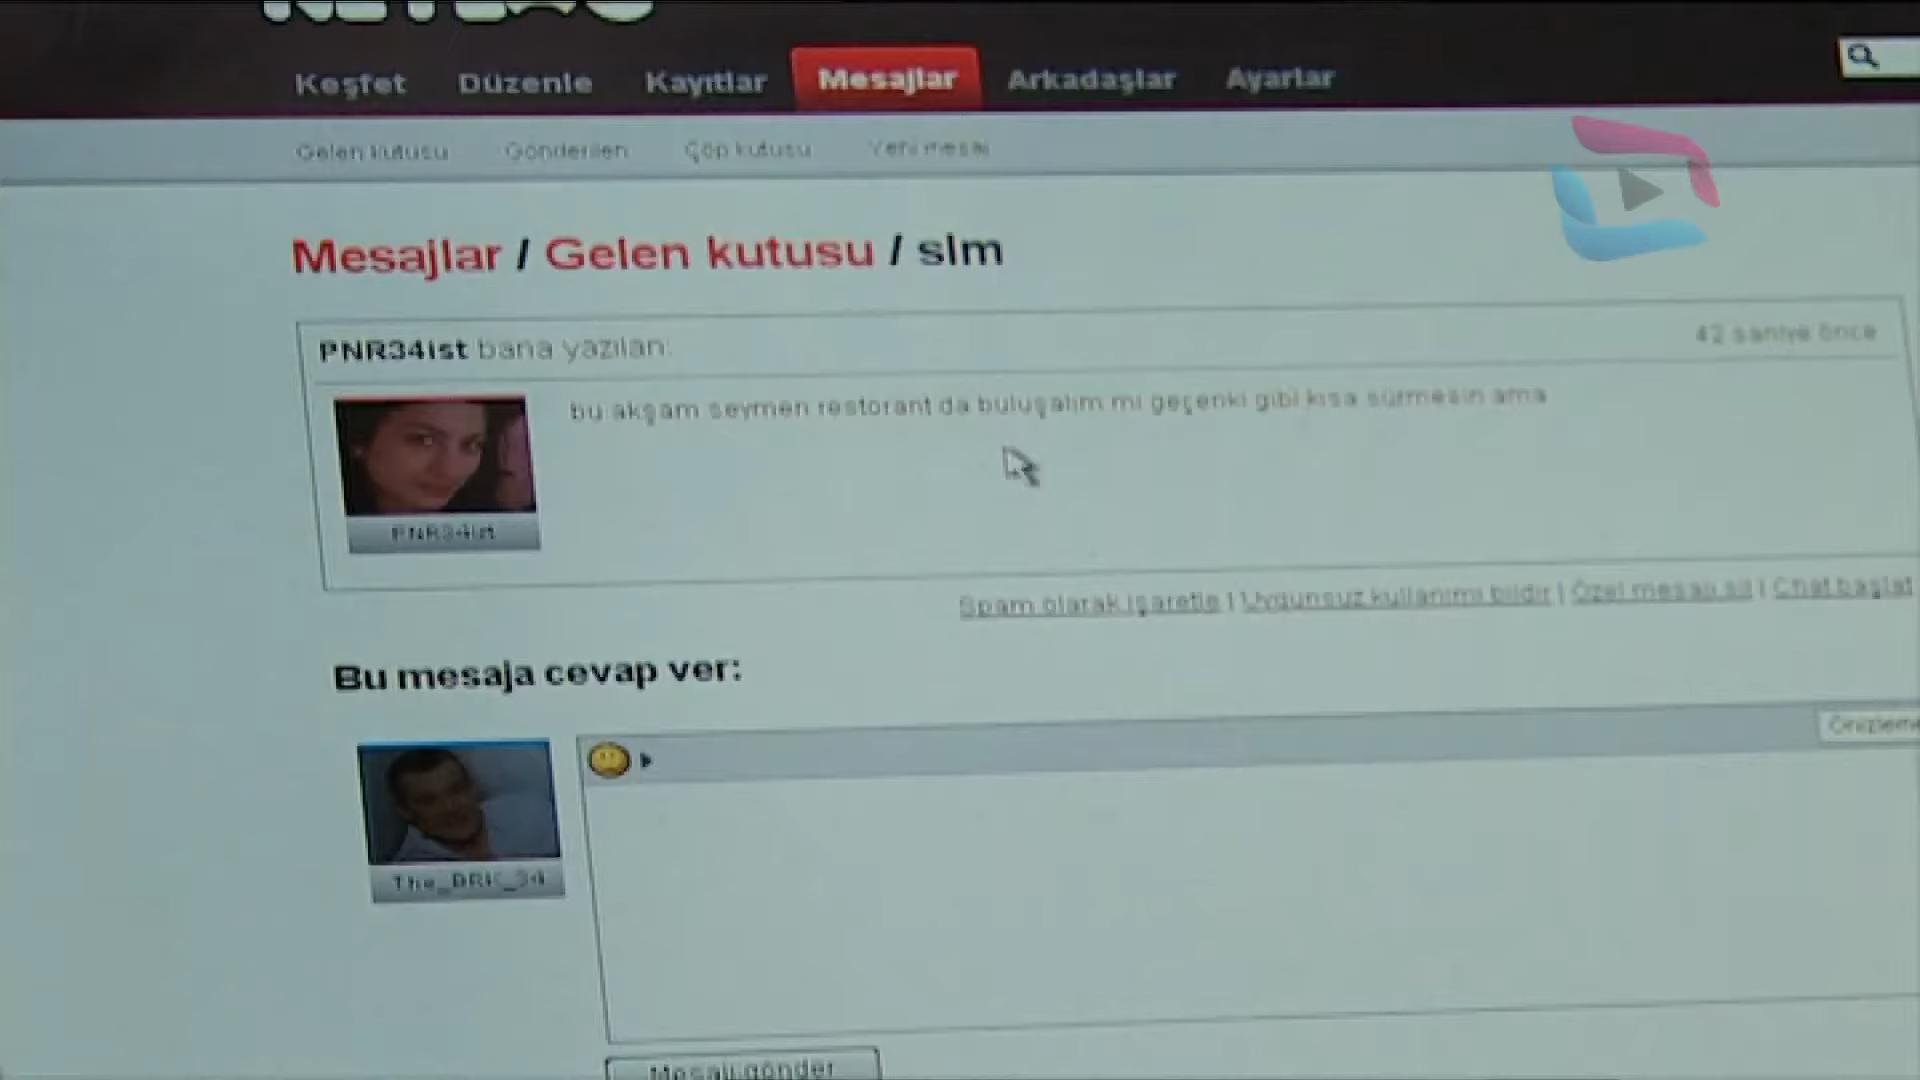 Keşfet Düzenle Kayıtlar Mesajlar Arkadaşlar Ayarlar
Gelen kutusu Gönderilen Çöp kutusu Yeni mesaj
Mesajlar / Gelen kutusu / slm
PNR34ist bana yazılan:
42 saniye önce
bu akşam seymen restorant da buluşalım mı geçenki gibi kısa sürmesin ama
PNR34ist
Spam olarak işaretle | Uygunsuz kullanımı bildir | Özel mesajı sil | Chat başlat
Bu mesaja cevap ver:
The_BRK_34
Mesajı gönder